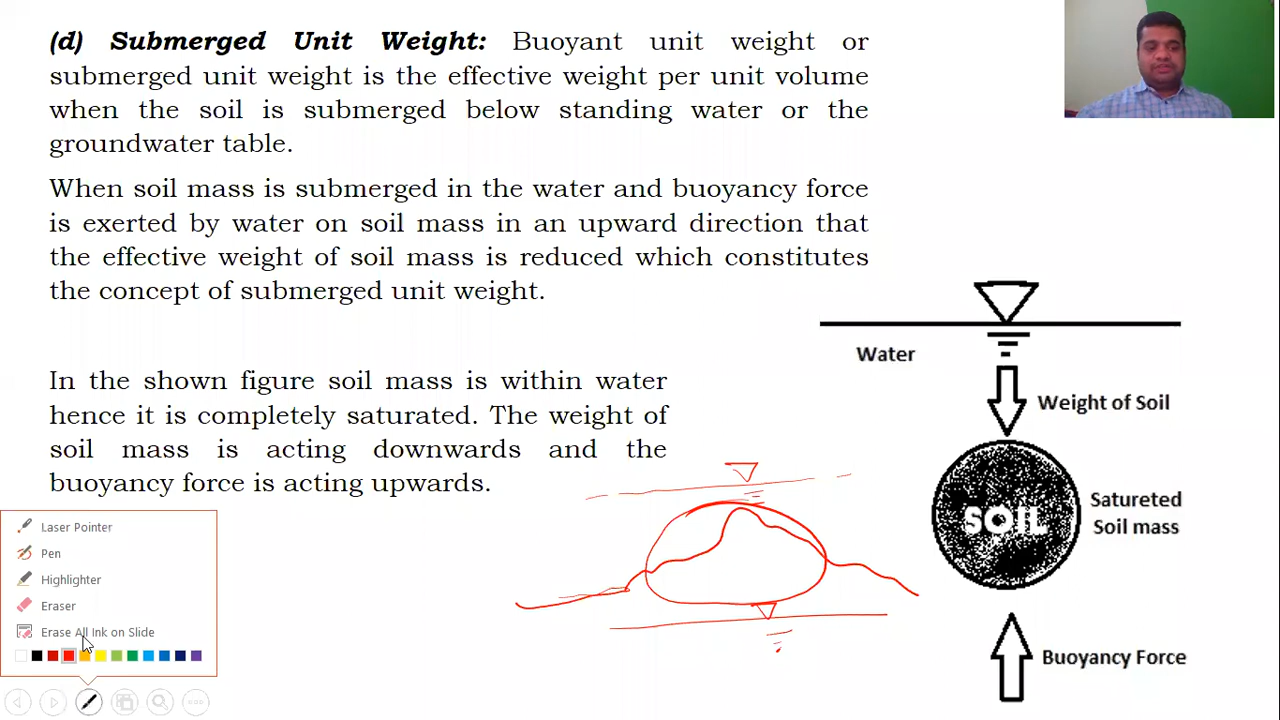 (d) Submerged Unit Weight: Buoyant unit weight or
submerged unit weight is the effective weight per unit volume
when the soil is submerged below standing water or the
groundwater table.
When soil mass is submerged in the water and buoyancy force
is exerted by water on soil mass in an upward direction that
the effective weight of soil mass is reduced which constitutes
the concept of submerged unit weight.
In the shown figure soil mass is within water
hence it is completely saturated. The weight of
soil mass is acting downwards and the
buoyancy force is acting upwards.
Water
Weight of Soil
SOIL
Satureted
Soil mass
Buoyancy Force
Laser Pointer
Pen
Highlighter
Eraser
Erase All Ink on Slide